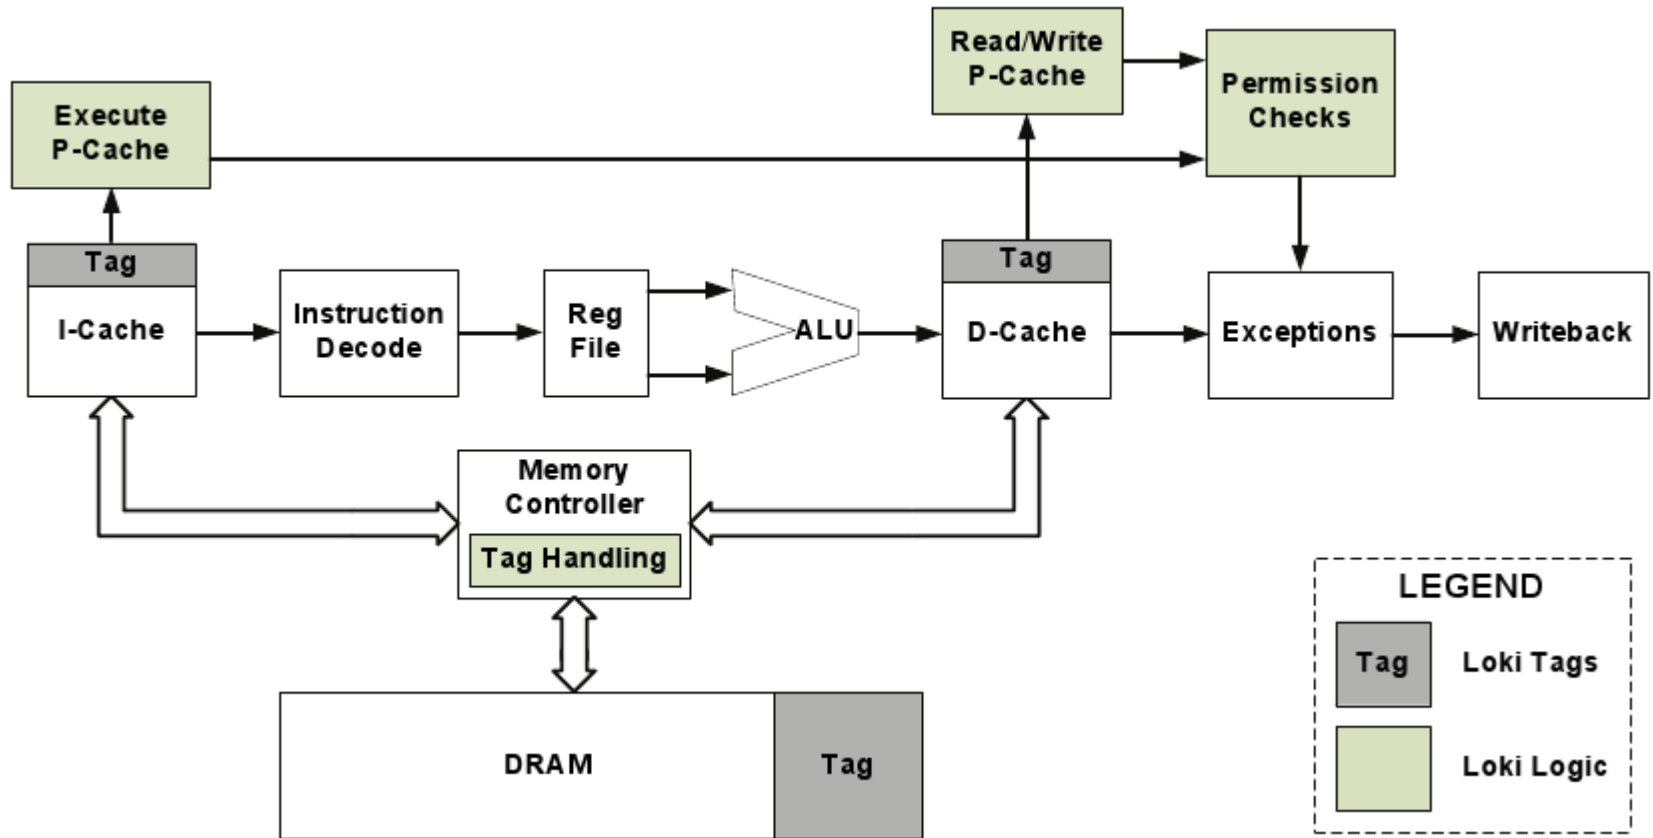 Read/Write
P-Cache
Permission
Checks
Execute
P-Cache
Tag
I-Cache
Instruction
Decode
Reg
File
ALU
Tag
D-Cache
Exceptions
Writeback
Memory
Controller
Tag Handling
DRAM
Tag
LEGEND
Tag
Loki Tags
Loki Logic